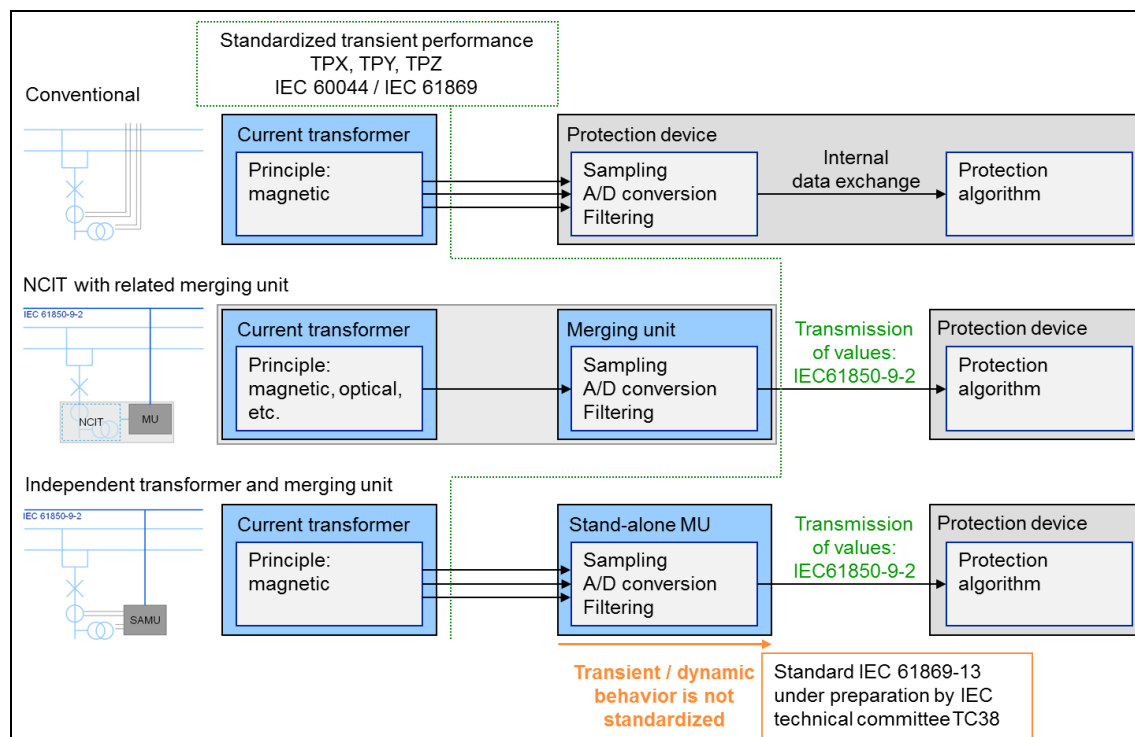 Standardized transient performance
TPX, TPY, TPZ
IEC 60044 / IEC 61869
Conventional
Current transformer
Principle:
magnetic
Protection device
Sampling
A/D conversion
Filtering
Internal
data exchange
Protection
algorithm
NCIT with related merging unit
IEC 61850-9-2
NCIT
MU
Current transformer
Principle:
magnetic, optical,
etc.
Merging unit
Sampling
A/D conversion
Filtering
Transmission
of values:
IEC61850-9-2
Protection device
Protection
algorithm
Independent transformer and merging unit
IEC 61850-9-2
SAMU
Current transformer
Principle:
magnetic
Stand-alone MU
Sampling
A/D conversion
Filtering
Transmission
of values:
IEC61850-9-2
Protection device
Protection
algorithm
Transient / dynamic
behavior is not
standardized
Standard IEC 61869-13
under preparation by IEC
technical committee TC38